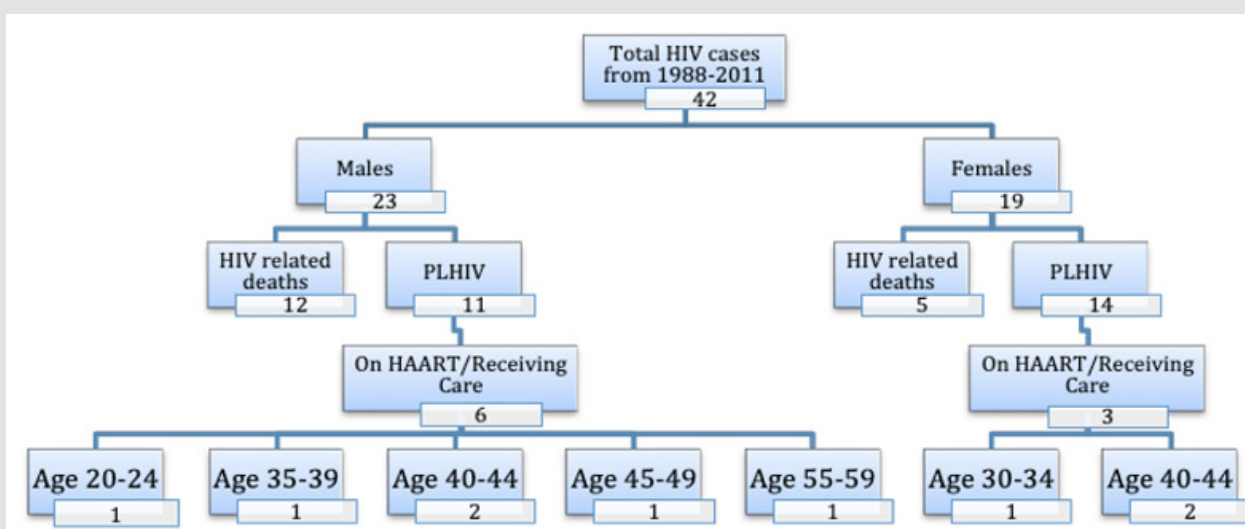 Total HIV cases
from 1988-2011
42
Males
23
Females
19
HIV related
deaths
12
PLHIV
11
HIV related
deaths
5
PLHIV
14
On HAART/Receiving
Care
6
On HAART/Receiving
Care
3
Age 20-24
1
Age 35-39
1
Age 40-44
2
Age 45-49
1
Age 55-59
1
Age 30-34
1
Age 40-44
2